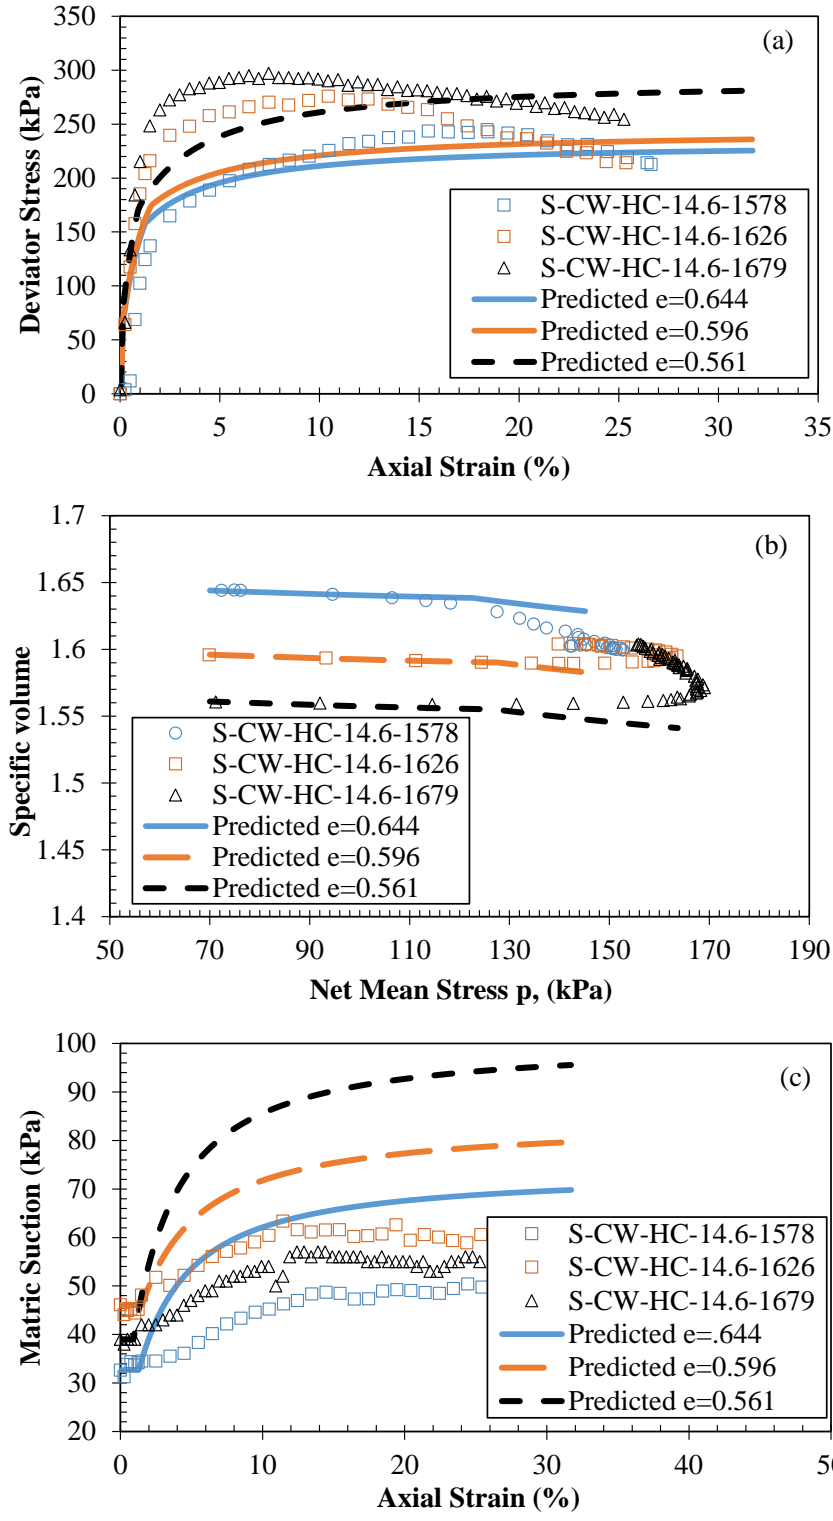 350
300
250
200
150
100
50
0
Deviator Stress (kPa)
(a)
S-CW-HC-14.6-1578
S-CW-HC-14.6-1626
S-CW-HC-14.6-1679
Predicted e=0.644
Predicted e=0.596
Predicted e=0.561
0 5 10 15 20 25 30 35
Axial Strain (%)
1.7
1.65
1.6
1.55
1.5
1.45
1.4
Specific volume
(b)
S-CW-HC-14.6-1578
S-CW-HC-14.6-1626
S-CW-HC-14.6-1679
Predicted e=0.644
Predicted e=0.596
Predicted e=0.561
50 70 90 110 130 150 170 190
Net Mean Stress p, (kPa)
100
90
80
70
60
50
40
30
20
Matric Suction (kPa)
(c)
S-CW-HC-14.6-1578
S-CW-HC-14.6-1626
S-CW-HC-14.6-1679
Predicted e=.644
Predicted e=0.596
Predicted e=0.561
0 10 20 30 40
Axial Strain (%)